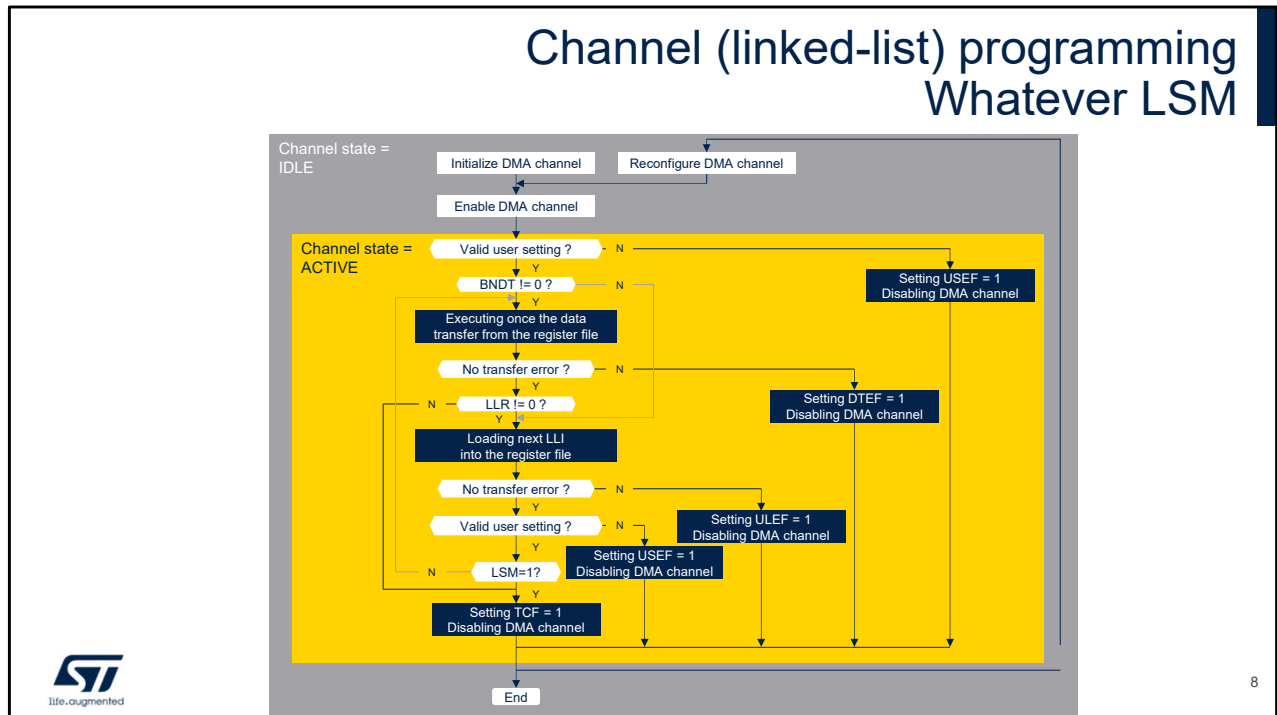 Channel (linked-list) programming
Whatever LSM
Channel state =
IDLE
Initialize DMA channel
Reconfigure DMA channel
Enable DMA channel
Channel state =
ACTIVE
Valid user setting ?
N
Y
Setting USEF = 1
Disabling DMA channel
BNDT != 0 ?
N
Y
Executing once the data
transfer from the register file
No transfer error ?
N
Y
Setting DTEF = 1
Disabling DMA channel
N
LLR != 0 ?
Y
Loading next LLI
into the register file
No transfer error ?
N
Y
Setting ULEF = 1
Disabling DMA channel
Valid user setting ?
N
Y
Setting USEF = 1
Disabling DMA channel
N
LSM=1?
Y
Setting TCF = 1
Disabling DMA channel
End
ST
life.augmented
8